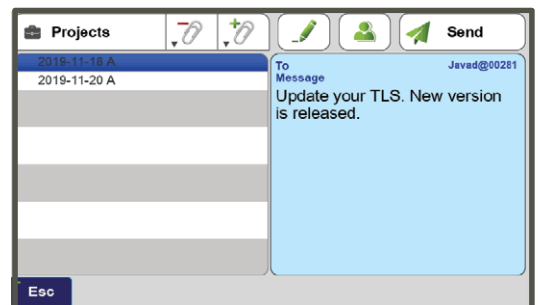 Projects
Send
2019-11-18 A
2019-11-20 A
To Javad@00281
Message
Update your TLS. New version
is released.
Esc